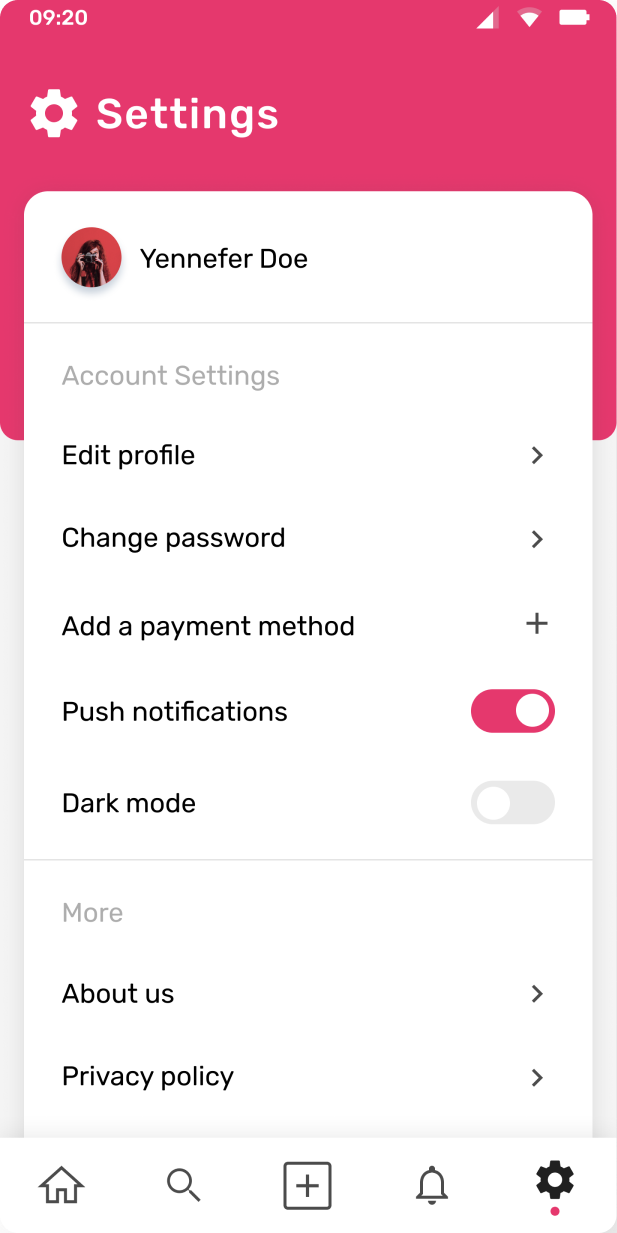 09:20
Settings
Yennefer Doe
Account Settings
Edit profile
Change password
Add a payment method
Push notifications
Dark mode
More
About us
Privacy policy